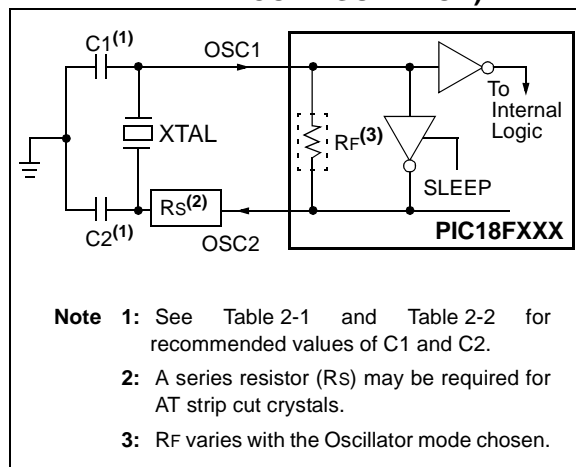 C1(1)
OSC1
To
Internal
Logic
XTAL
RF(3)
SLEEP
C2(1)
RS(2)
OSC2
PIC18FXXX
Note 1: See Table 2-1 and Table 2-2 for
recommended values of C1 and C2.
2: A series resistor (RS) may be required for
AT strip cut crystals.
3: RF varies with the Oscillator mode chosen.